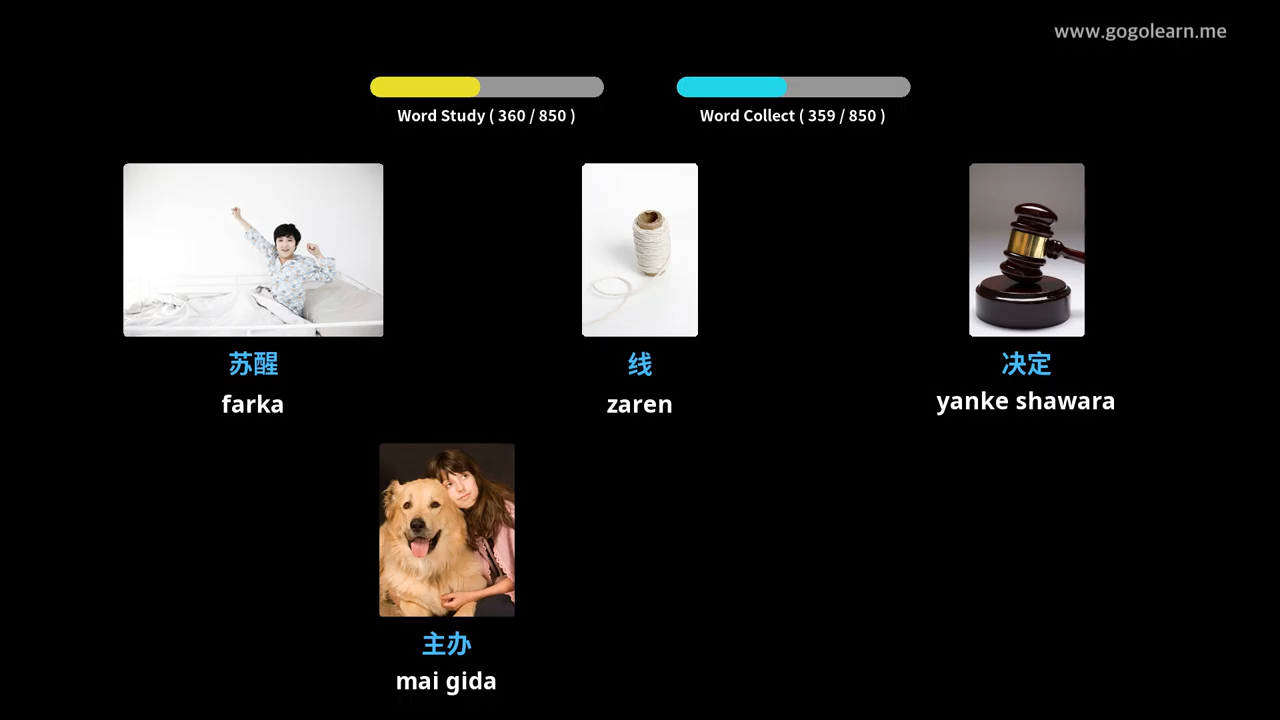 www.gogolearn.me
Word Study ( 360 / 850 )
Word Collect ( 359 / 850 )
苏醒
farka
线
zaren
决定
yanke shawara
主办
mai gida